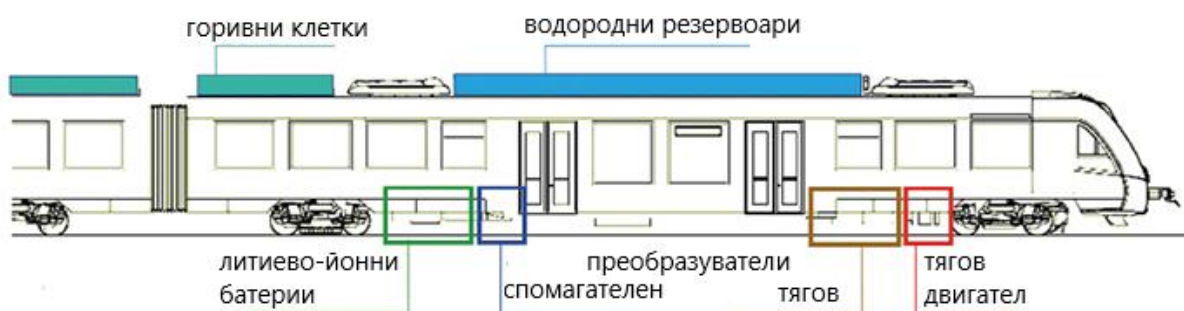 горивни клетки
водородни резервоари
литиево-йонни
батерии
преобразуватели
спомагателен
тягов
тягов
двигател